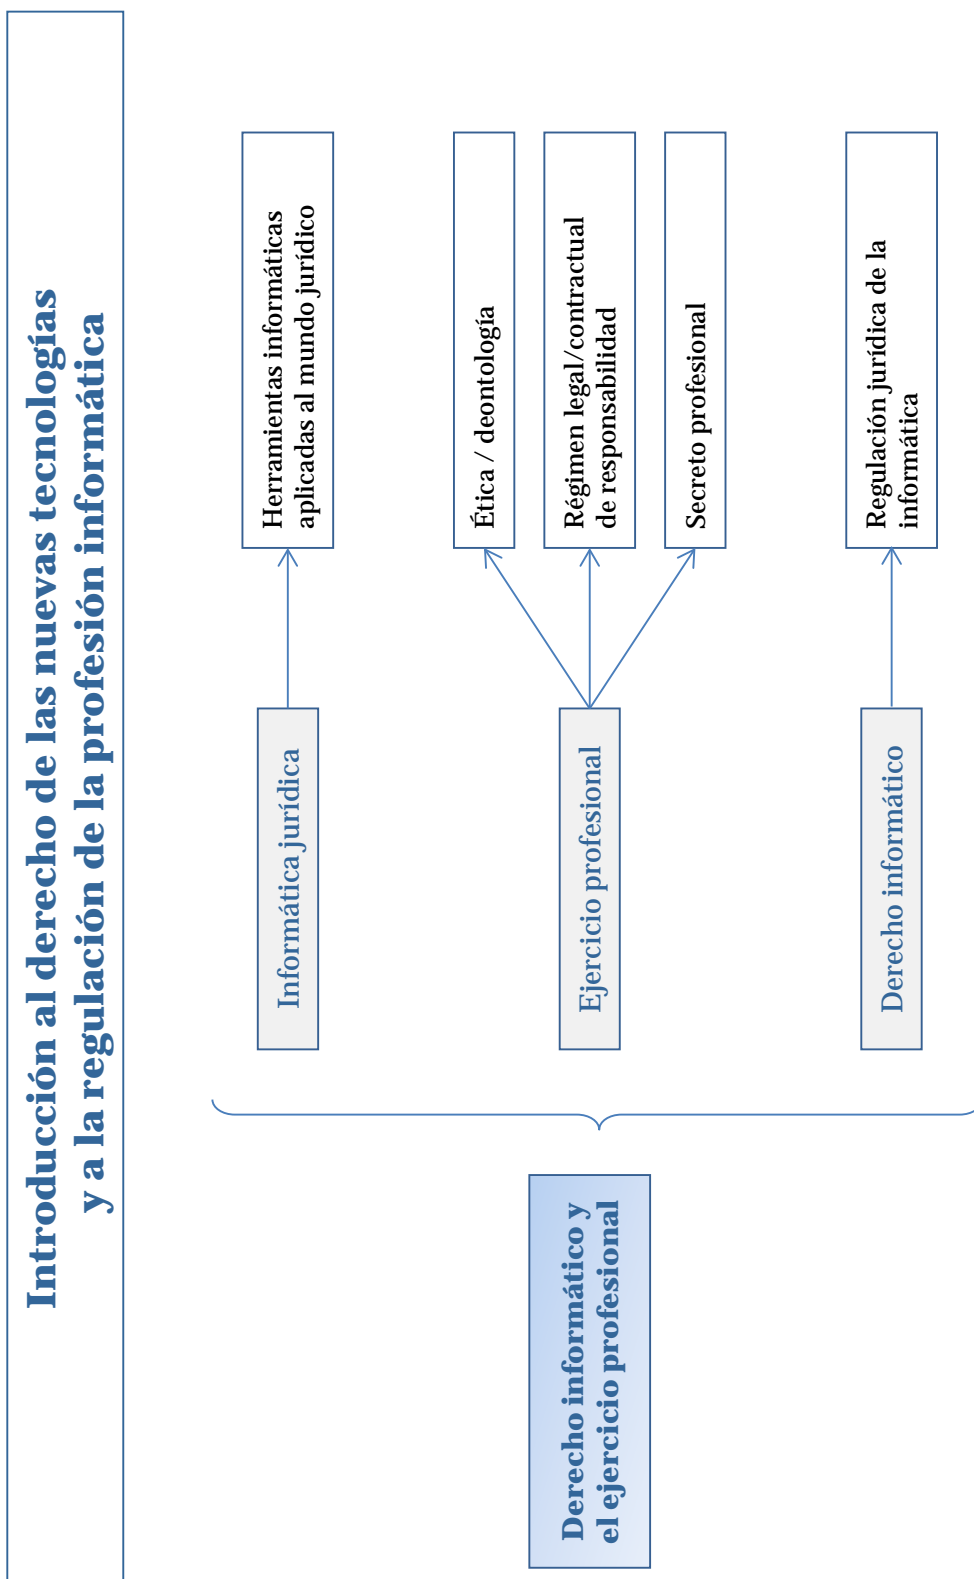 Introducción al derecho de las nuevas tecnologías
y a la regulación de la profesión informática
Derecho informático y
el ejercicio profesional
Informática jurídica
Herramientas informáticas
aplicadas al mundo jurídico
Ejercicio profesional
Ética / deontología
Régimen legal/contractual
de responsabilidad
Secreto profesional
Derecho informático
Regulación jurídica de la
informática